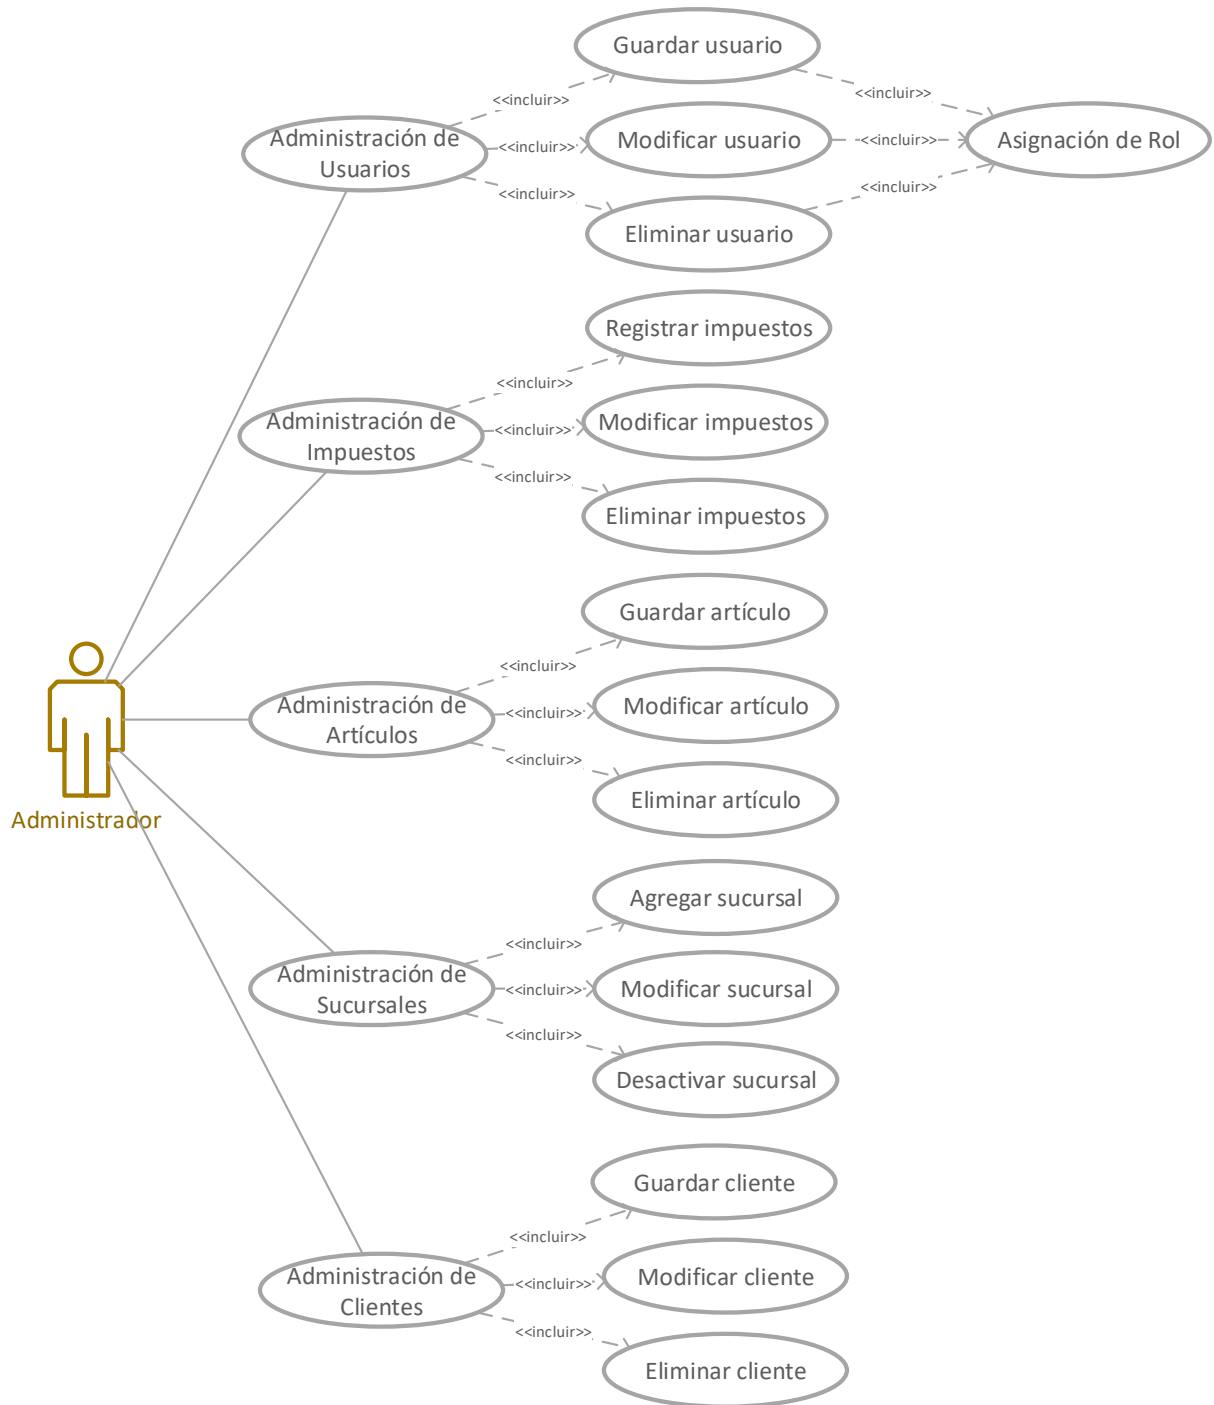 Guardar usuario
<<incluir>>
<<incluir>>
Administración de
Usuarios
<<incluir>>
Modificar usuario
<<incluir>>
Asignación de Rol
<<incluir>>
<<incluir>>
Eliminar usuario
Registrar impuestos
<<incluir>>
Administración de
Impuestos
<<incluir>>
Modificar impuestos
<<incluir>>
Eliminar impuestos
Guardar artículo
<<incluir>>
Administración de
Artículos
<<incluir>>
Modificar artículo
<<incluir>>
Eliminar artículo
Administrador
Agregar sucursal
<<incluir>>
Administración de
Sucursales
<<incluir>>
Modificar sucursal
<<incluir>>
Desactivar sucursal
Guardar cliente
<<incluir>>
Administración de
Clientes
<<incluir>>
Modificar cliente
<<incluir>>
Eliminar cliente